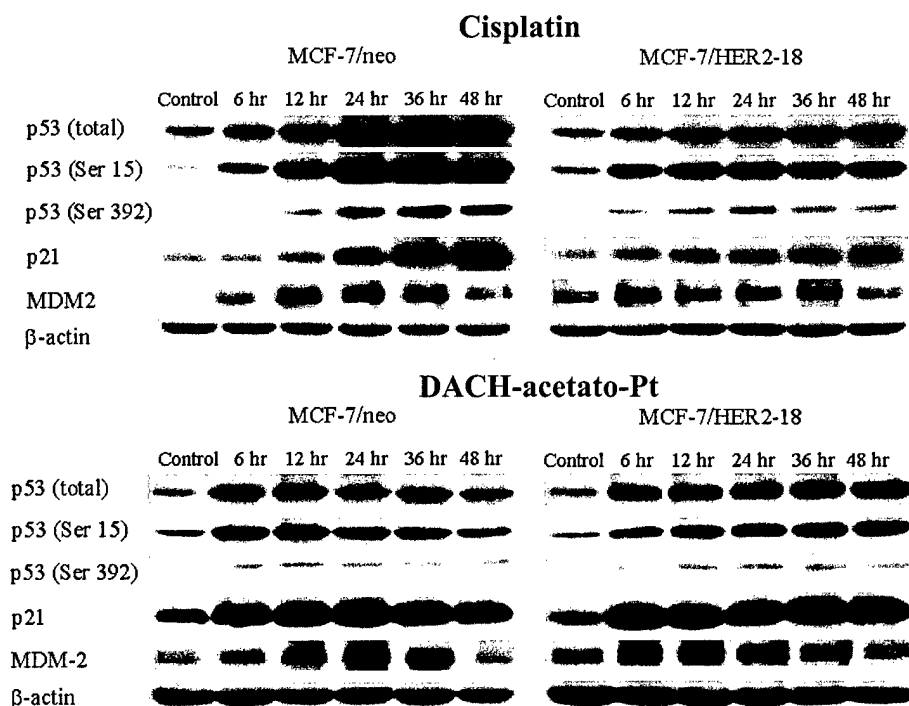 Cisplatin
MCF-7/neo MCF-7/HER2-18
Control 6 hr 12 hr 24 hr 36 hr 48 hr Control 6 hr 12 hr 24 hr 36 hr 48 hr
p53 (total)
p53 (Ser 15)
p53 (Ser 392)
p21
MDM2
β-actin
DACH-acetato-Pt
MCF-7/neo MCF-7/HER2-18
Control 6 hr 12 hr 24 hr 36 hr 48 hr Control 6 hr 12 hr 24 hr 36 hr 48 hr
p53 (total)
p53 (Ser 15)
p53 (Ser 392)
p21
MDM-2
β-actin